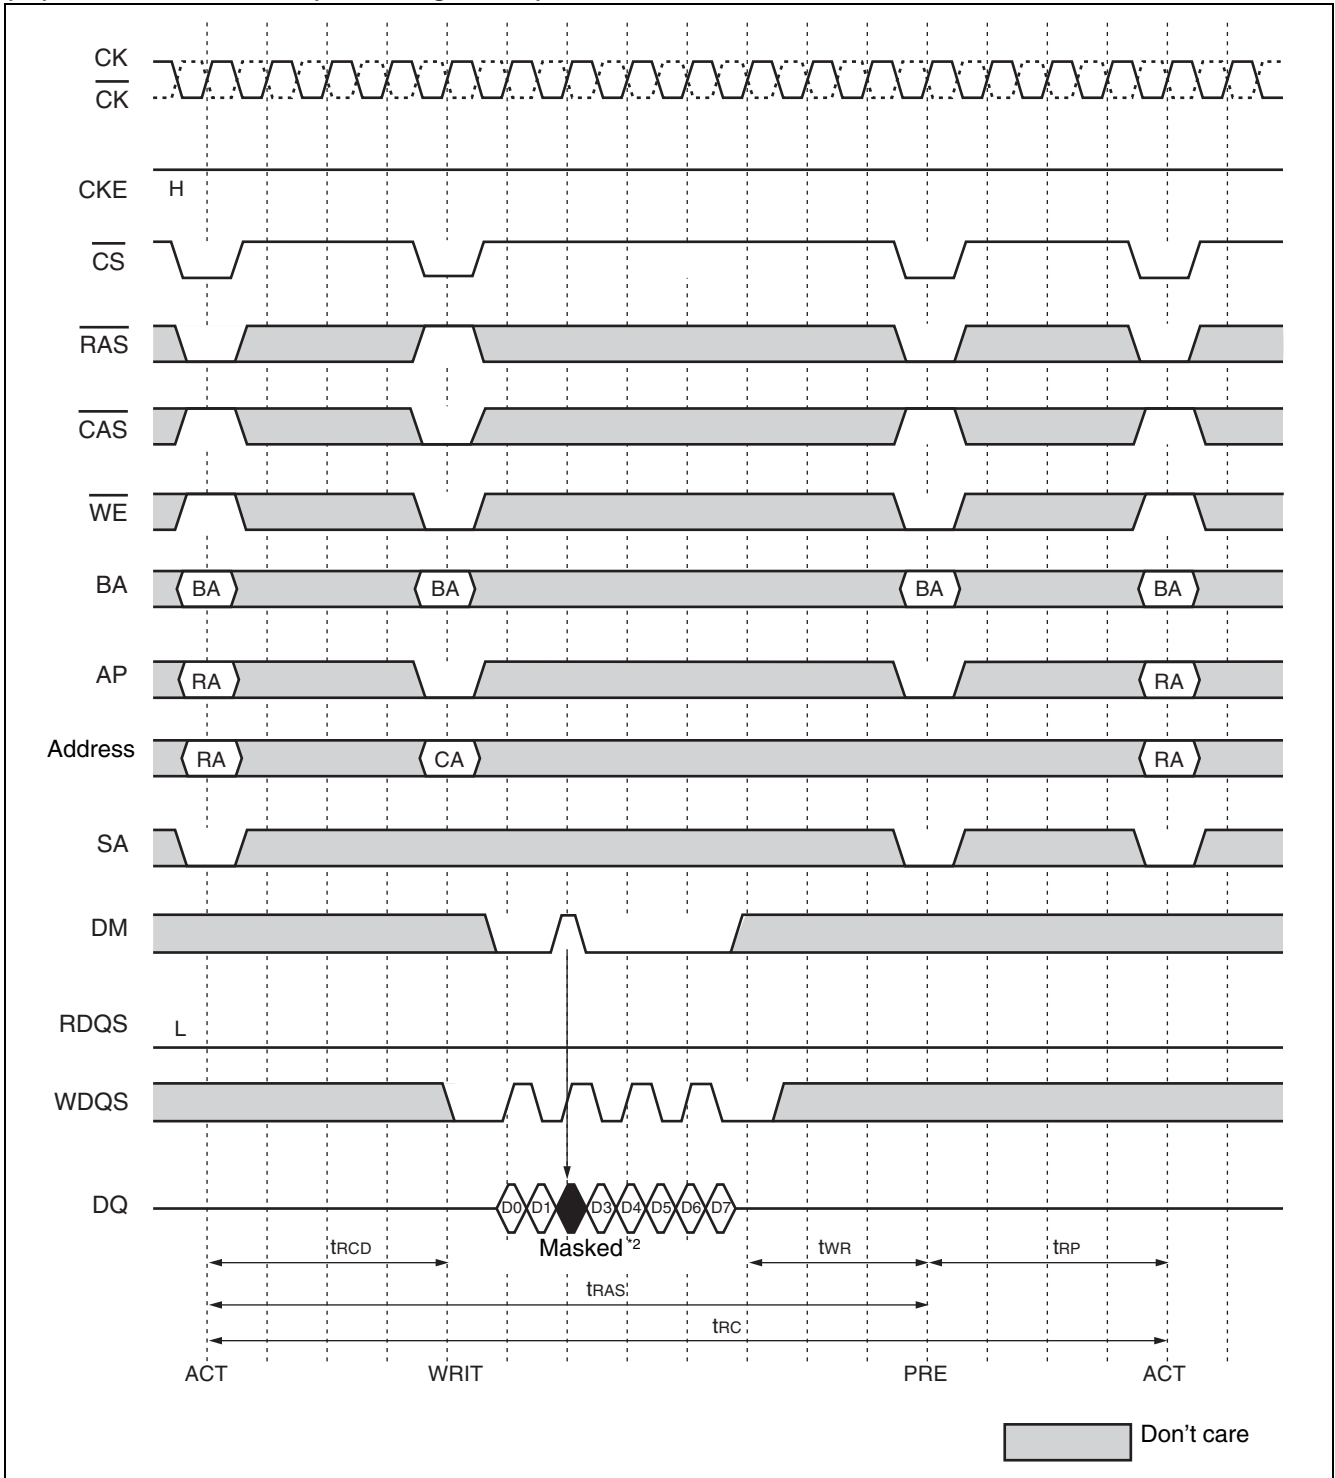 CK
CK
CKE H
CS
RAS
CAS
WE
BA BA BA BA BA
AP RA RA
Address RA CA RA
SA
DM
RDQS L
WDQS
DQ D0 D1 D3 D4 D5 D6 D7
Masked *2
tRCD tWR tRP
tRAS
tRC
ACT WRIT PRE ACT
Don't care